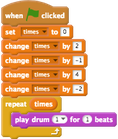 when clicked
set times to 0
change times by 2
change times by -1
change times by 4
change times by -2
repeat times
play drum 1 for 1 beats